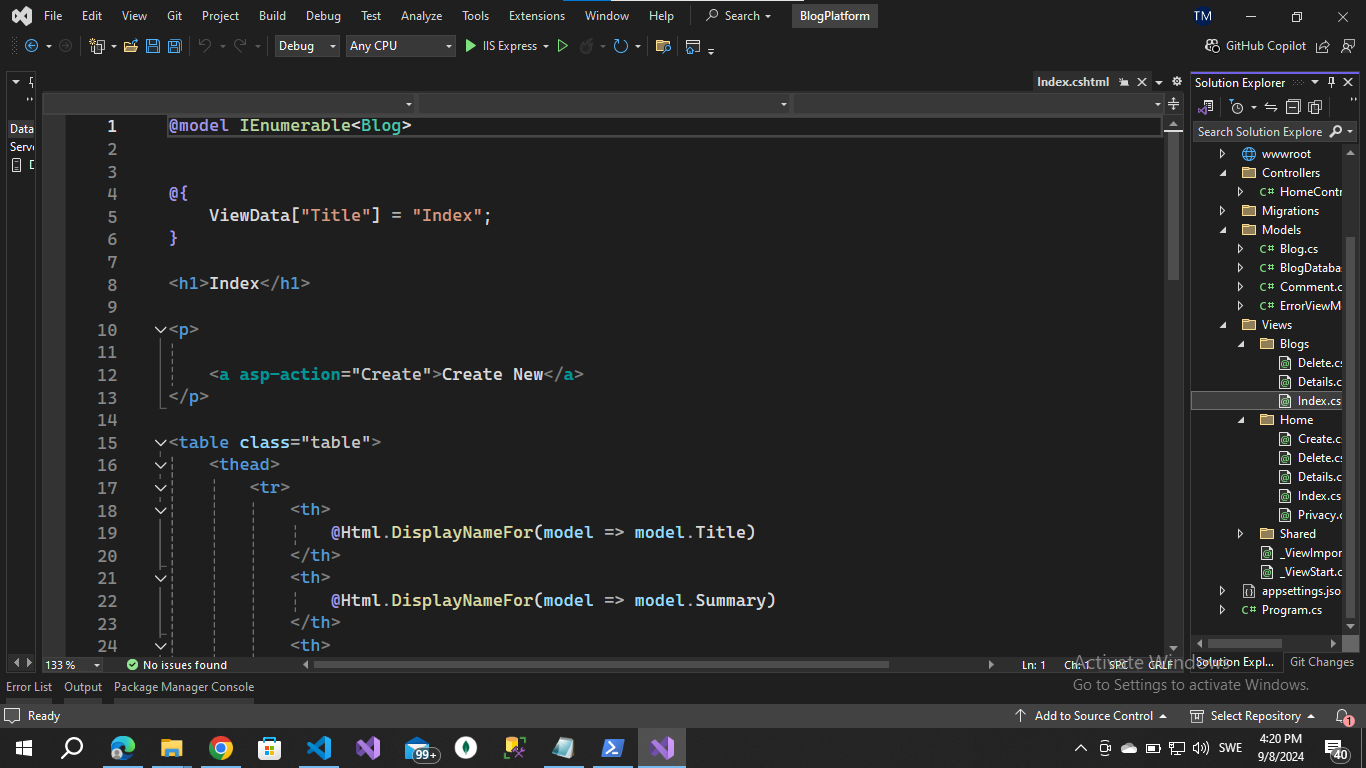 File Edit View Git Project Build Debug Test Analyze Tools Extensions Window Help Search BlogPlatform TM
Debug Any CPU IIS Express GitHub Copilot
Index.cshtml
Solution Explorer
Data
Serv
Search Solution Explore
1 @model IEnumerable<Blog>
2
3
4 @{
5 ViewData["Title"] = "Index";
6 }
7
8 <h1>Index</h1>
9
10 <p>
11
12 <a asp-action="Create">Create New</a>
13 </p>
14
15 <table class="table">
16 <thead>
17 <tr>
18 <th>
19 @Html.DisplayNameFor(model => model.Title)
20 </th>
21 <th>
22 @Html.DisplayNameFor(model => model.Summary)
23 </th>
24 <th>
wwwroot
Controllers
C# HomeContr
Migrations
Models
C# Blog.cs
C# BlogDataba
C# Comment.c
C# ErrorViewM
Views
Blogs
Delete.cs
Details.c
Index.cs
Home
Create.c
Delete.cs
Details.c
Index.cs
Privacy.c
Shared
_ViewImpor
_ViewStart.c
appsettings.jso
C# Program.cs
133 % No issues found Ln: 1 Ch: 1 SPC CRLF
Solution Expl... Git Changes
Activate Windows
Go to Settings to activate Windows.
Error List Output Package Manager Console
Ready Add to Source Control Select Repository 1
99+ SWE 4:20 PM
9/8/2024 40